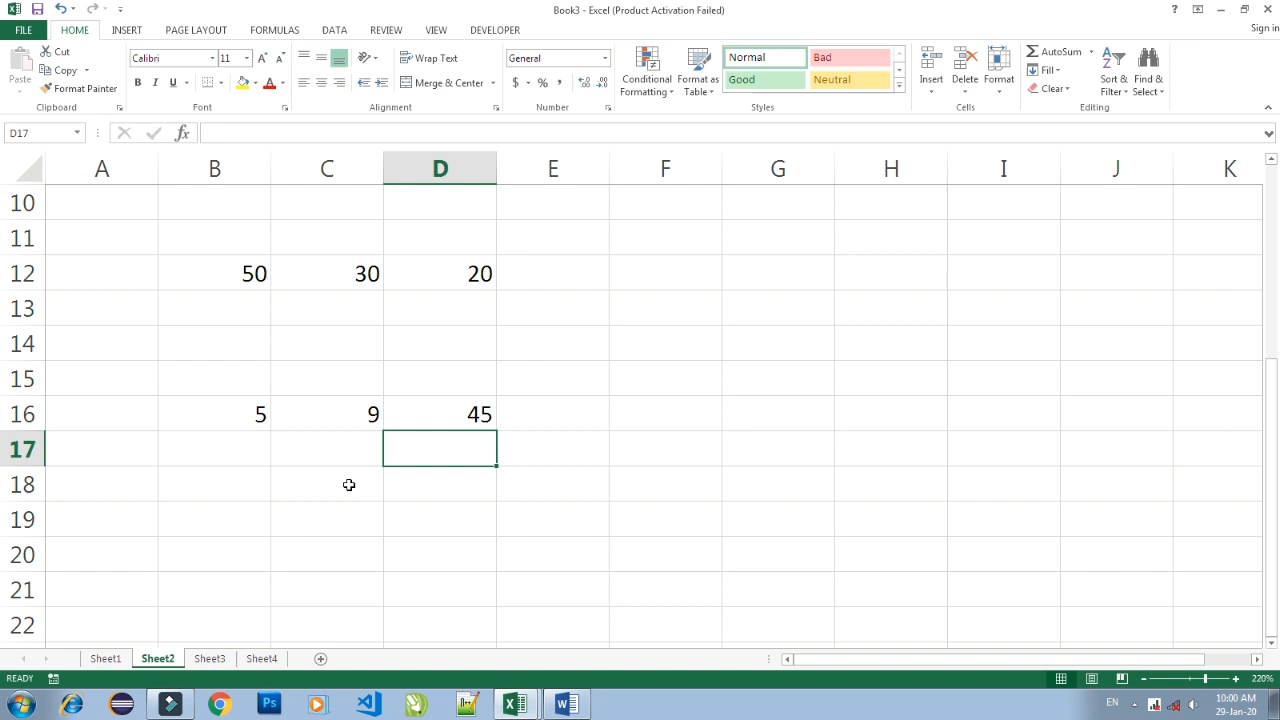 Book3 - Excel (Product Activation Failed)
FILE HOME INSERT PAGE LAYOUT FORMULAS DATA REVIEW VIEW DEVELOPER Sign in
Paste
Cut
Copy
Format Painter
Clipboard
Calibri 11
B I U
Font
Wrap Text
Merge & Center
Alignment
General
$ % ,
Number
Conditional Formatting
Format as Table
Normal Bad
Good Neutral
Styles
Insert Delete Format
Cells
AutoSum
Fill
Clear
Sort & Filter
Find & Select
Editing
D17 fx
A B C D E F G H I J K
10
11
12 50 30 20
13
14
15
16 5 9 45
17
18
19
20
21
22
Sheet1 Sheet2 Sheet3 Sheet4
READY 220%
EN 10:00 AM
29-Jan-20